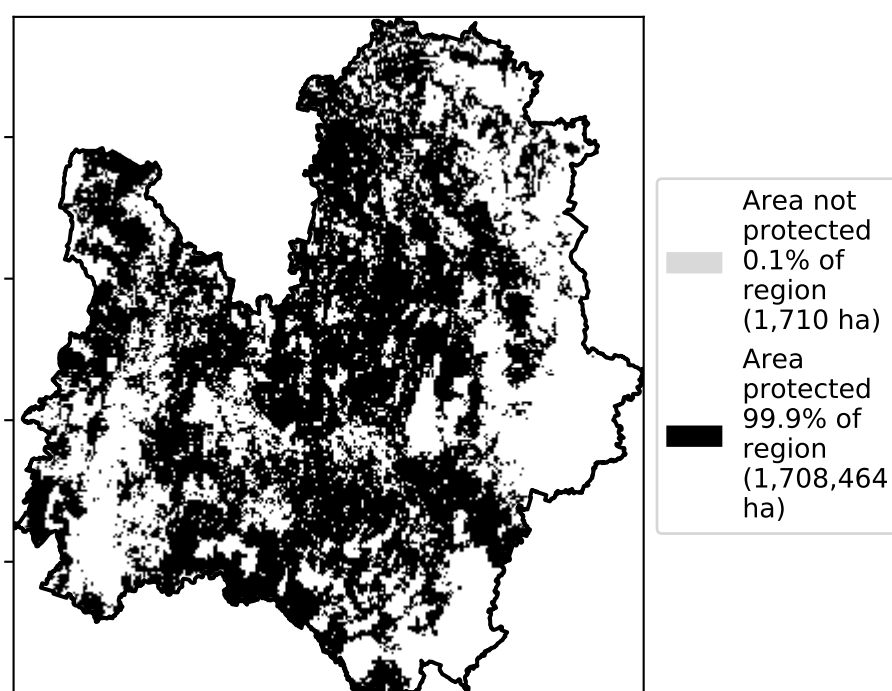 Area not
protected
0.1% of
region
(1,710 ha)
Area
protected
99.9% of
region
(1,708,464
ha)